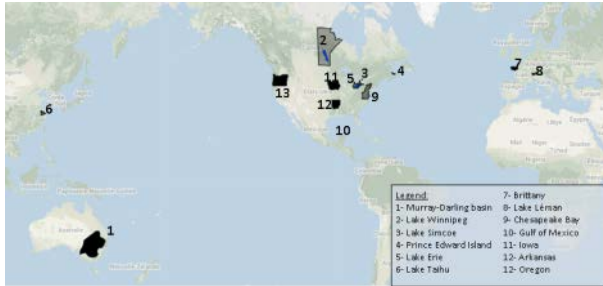 2
3
4
5
11
13
12
9
10
7
8
6
1
Legend:
1- Murray-Darling basin
2- Lake Winnipeg
3- Lake Simcoe
4- Prince Edward Island
5- Lake Erie
6- Lake Taihu
7- Brittany
8- Lake Léman
9- Chesapeake Bay
10- Gulf of Mexico
11- Iowa
12- Arkansas
12- Oregon